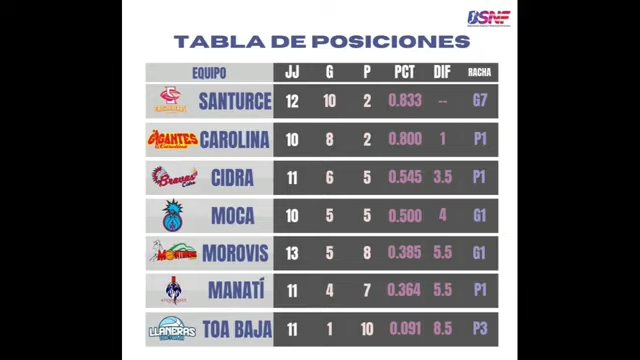 BSNF
TABLA DE POSICIONES
EQUIPO JJ G P PCT DIF RACHA
SANTURCE 12 10 2 0.833 -- G7
GIGANTES CAROLINA 10 8 2 0.800 1 P1
Bravas Cidra CIDRA 11 6 5 0.545 3.5 P1
MOCA 10 5 5 0.500 4 G1
MOROVIS 13 5 8 0.385 5.5 G1
MANATÍ 11 4 7 0.364 5.5 P1
LLANERAS TOA BAJA 11 1 10 0.091 8.5 P3